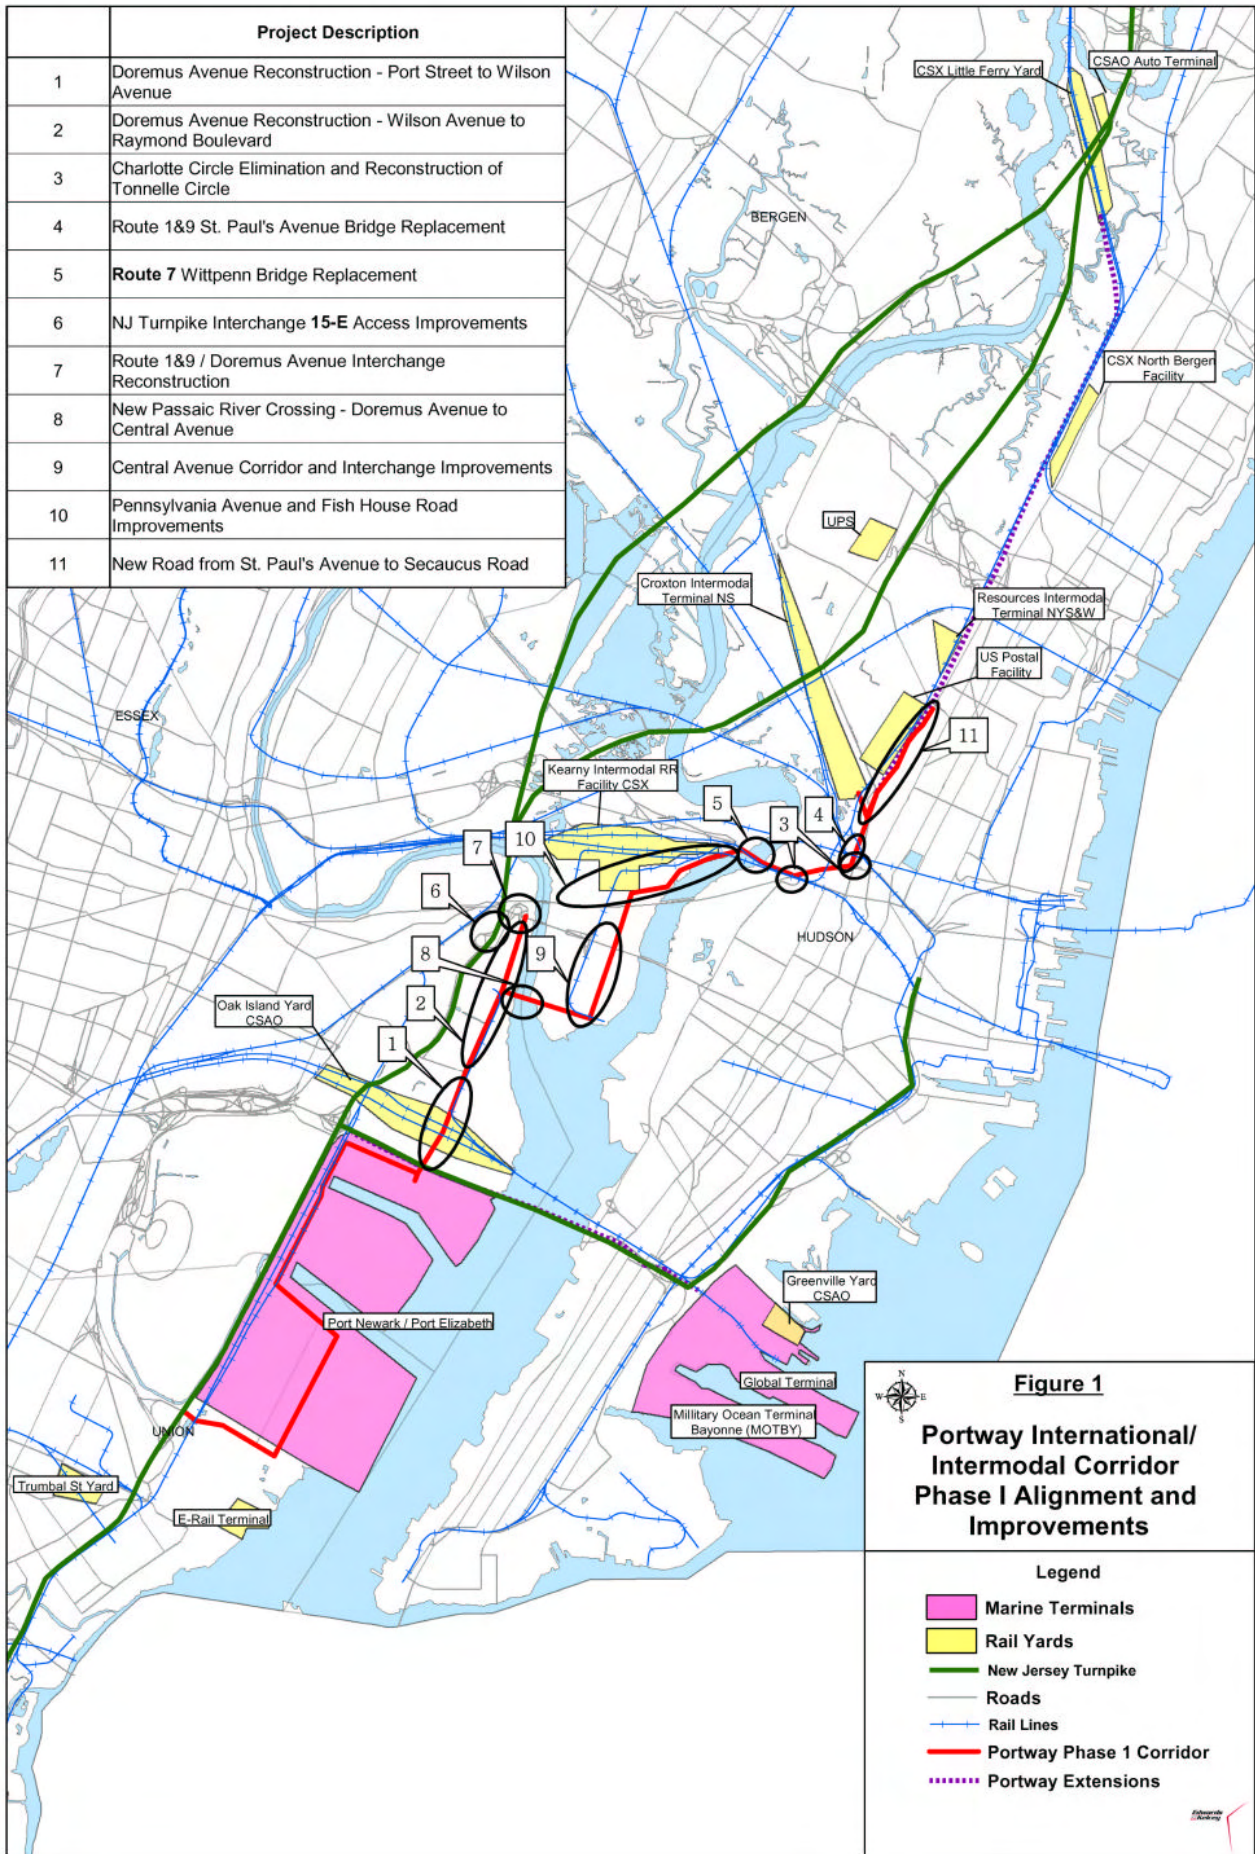 Project Description
1
Doremus Avenue Reconstruction - Port Street to Wilson
Avenue
2
Doremus Avenue Reconstruction - Wilson Avenue to
Raymond Boulevard
3
Charlotte Circle Elimination and Reconstruction of
Tonnelle Circle
4
Route 1&9 St. Paul's Avenue Bridge Replacement
5
Route 7 Wittpenn Bridge Replacement
6
NJ Turnpike Interchange 15-E Access Improvements
7
Route 1&9 / Doremus Avenue Interchange
Reconstruction
8
New Passaic River Crossing - Doremus Avenue to
Central Avenue
9
Central Avenue Corridor and Interchange Improvements
10
Pennsylvania Avenue and Fish House Road
Improvements
11
New Road from St. Paul's Avenue to Secaucus Road
CSX Little Ferry Yard
CSAO Auto Terminal
BERGEN
CSX North Bergen
Facility
UPS
Croxton Intermoda
Terminal NS
Resources Intermoda
Terminal NYS&W
US Postal
Facility
ESSEX
11
Kearny Intermodal RR
Facility CSX
5
3
4
10
7
6
HUDSON
9
8
2
Oak Island Yard
CSAO
1
Greenville Yard
CSAO
Port Newark / Port Elizabeth
Global Terminal
Millitary Ocean Terminal
Bayonne (MOTBY)
UNION
Trumbal St Yard
E-Rail Terminal
N
W
E
S
Figure 1
Portway International/
Intermodal Corridor
Phase I Alignment and
Improvements
Legend
Marine Terminals
Rail Yards
New Jersey Turnpike
Roads
Rail Lines
Portway Phase 1 Corridor
Portway Extensions
Edwards
&Kelcey